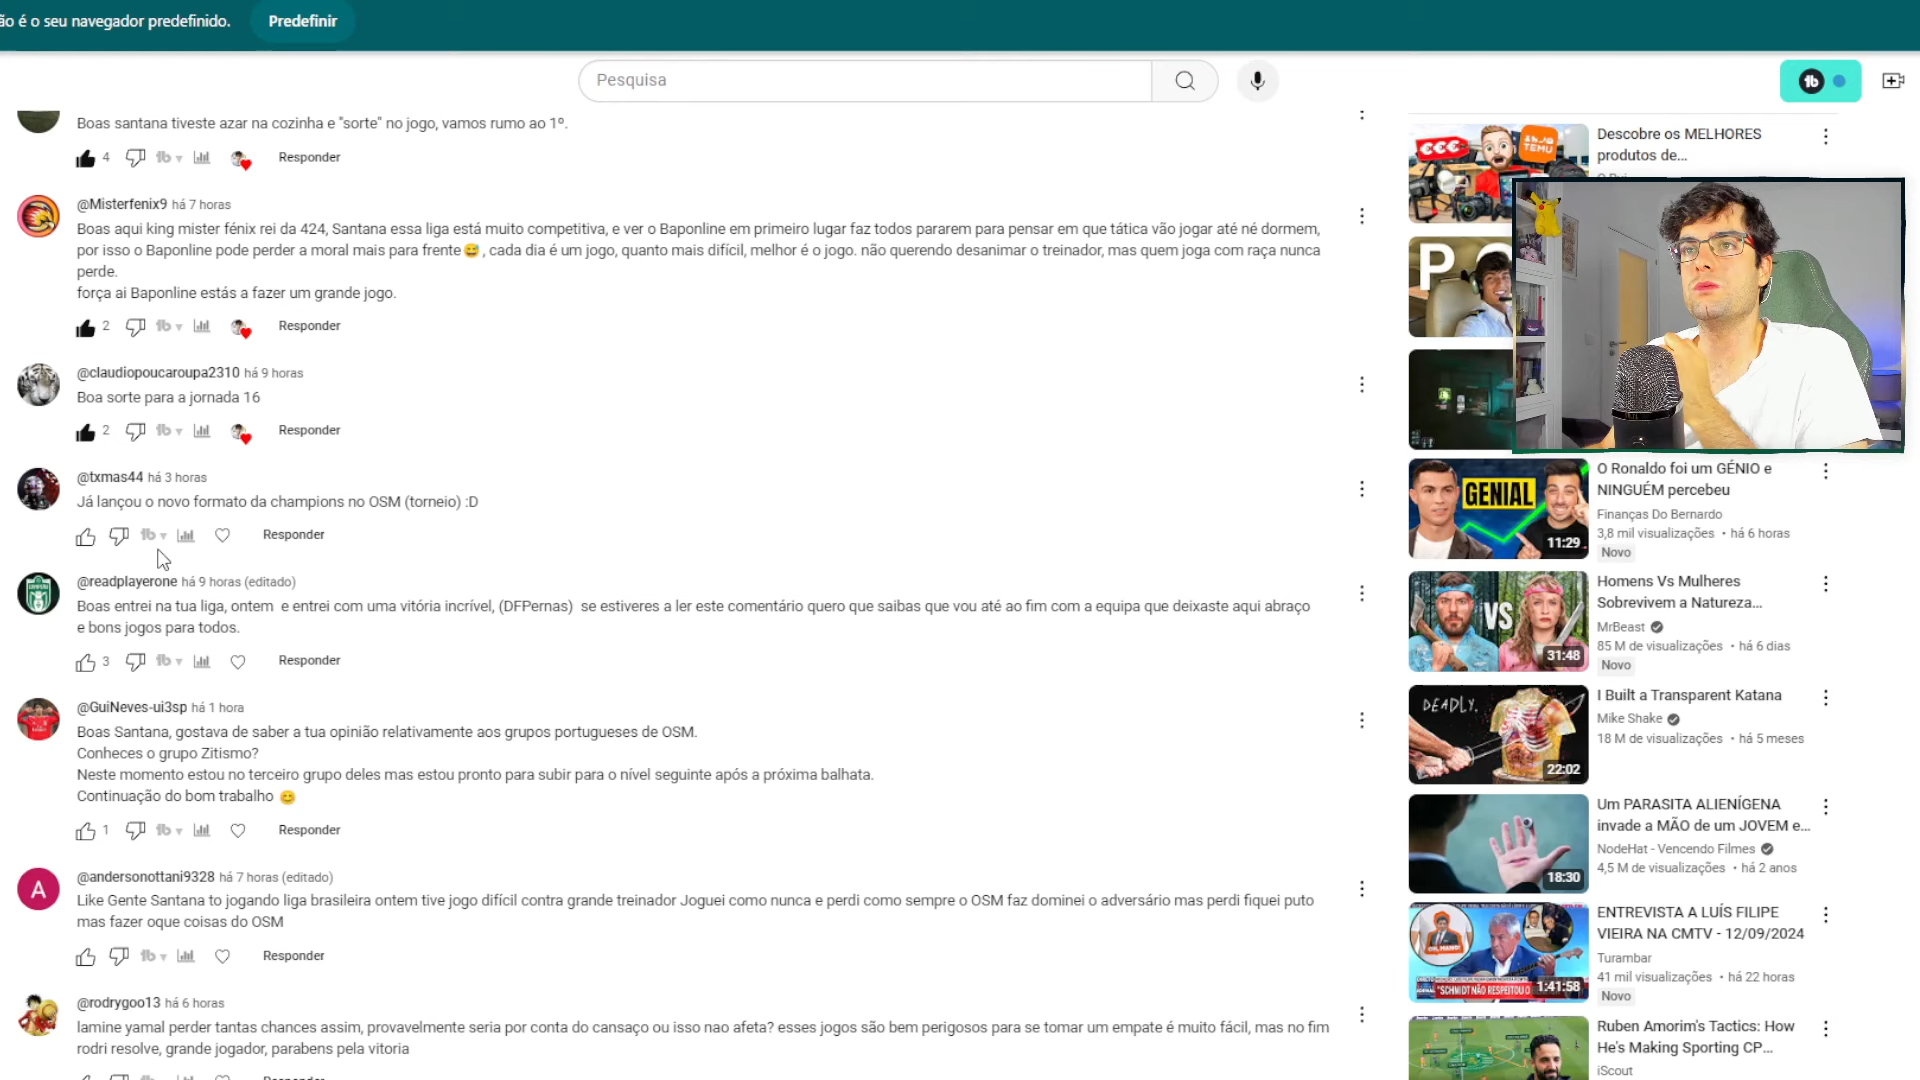 ão é o seu navegador predefinido.
Predefinir
Pesquisa
Boas santana tiveste azar na cozinha e "sorte" no jogo, vamos rumo ao 1º.
4
Responder
@Misterfenix9 há 7 horas
Boas aqui king mister fénix rei da 424, Santana essa liga está muito competitiva, e ver o Baponline em primeiro lugar faz todos pararem para pensar em que tática vão jogar até né dormem,
por isso o Baponline pode perder a moral mais para frente😅, cada dia é um jogo, quanto mais difícil, melhor é o jogo. não querendo desanimar o treinador, mas quem joga com raça nunca
perde.
força ai Baponline estás a fazer um grande jogo.
2
Responder
@claudiopoucaroupa2310 há 9 horas
Boa sorte para a jornada 16
2
Responder
@txmas44 há 3 horas
Já lançou o novo formato da champions no OSM (torneio) :D
Responder
@readplayerone há 9 horas (editado)
Boas entrei na tua liga, ontem e entrei com uma vitória incrível, (DFPernas) se estiveres a ler este comentário quero que saibas que vou até ao fim com a equipa que deixaste aqui abraço
e bons jogos para todos.
3
Responder
@GuiNeves-ui3sp há 1 hora
Boas Santana, gostava de saber a tua opinião relativamente aos grupos portugueses de OSM.
Conheces o grupo Zitismo?
Neste momento estou no terceiro grupo deles mas estou pronto para subir para o nível seguinte após a próxima balhata.
Continuação do bom trabalho 😊
1
Responder
A
@andersonottani9328 há 7 horas (editado)
Like Gente Santana to jogando liga brasileira ontem tive jogo difícil contra grande treinador Joguei como nunca e perdi como sempre o OSM faz dominei o adversário mas perdi fiquei puto
mas fazer oque coisas do OSM
Responder
@rodrygoo13 há 6 horas
lamine yamal perder tantas chances assim, provavelmente seria por conta do cansaço ou isso nao afeta? esses jogos são bem perigosos para se tomar um empate é muito fácil, mas no fim
rodri resolve, grande jogador, parabens pela vitoria
Responder
Descobre os MELHORES
produtos de...
€€€
TEMU
PO
O Ronaldo foi um GÉNIO e
NINGUÉM percebeu
Finanças Do Bernardo
3,8 mil visualizações • há 6 horas
Novo
GENIAL
11:29
Homens Vs Mulheres
Sobrevivem a Natureza...
MrBeast
85 M de visualizações • há 6 dias
Novo
VS
31:48
I Built a Transparent Katana
Mike Shake
18 M de visualizações • há 5 meses
DEADLY.
22:02
Um PARASITA ALIENÍGENA
invade a MÃO de um JOVEM e...
NodeHat - Vencendo Filmes
4,5 M de visualizações • há 2 anos
18:30
ENTREVISTA A LUÍS FILIPE
VIEIRA NA CMTV - 12/09/2024
Turambar
41 mil visualizações • há 22 horas
Novo
"SCHMIDT NÃO RESPEITOU O
1:41:58
Ruben Amorim's Tactics: How
He's Making Sporting CP...
iScout